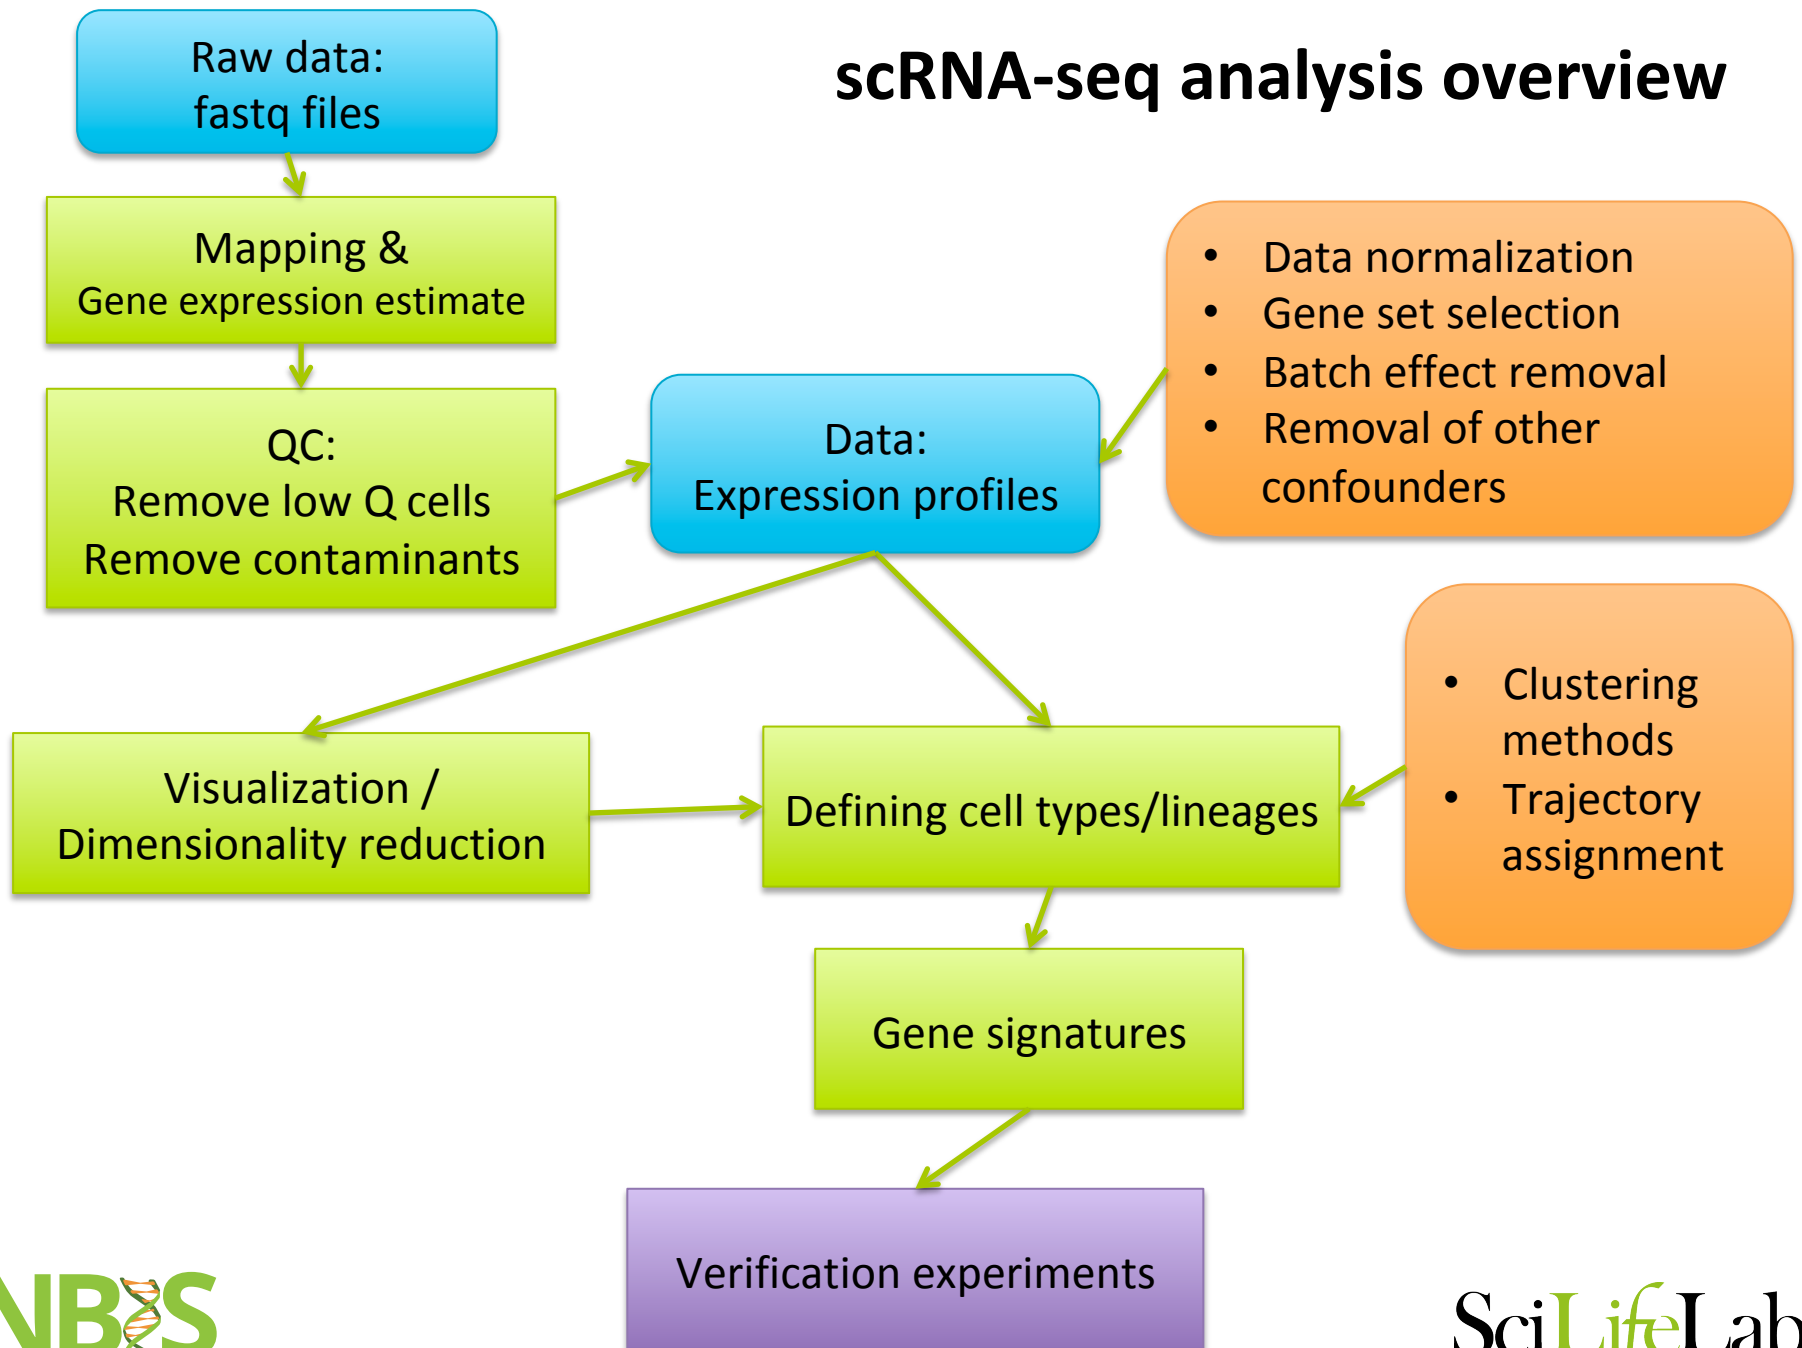 scRNA-seq analysis overview
Raw data:
fastq files
Mapping &
Gene expression estimate
QC:
Remove low Q cells
Remove contaminants
Data:
Expression profiles
• Data normalization
• Gene set selection
• Batch effect removal
• Removal of other
confounders
Visualization /
Dimensionality reduction
Defining cell types/lineages
• Clustering
methods
• Trajectory
assignment
Gene signatures
Verification experiments
NBIS
SciLifeLab